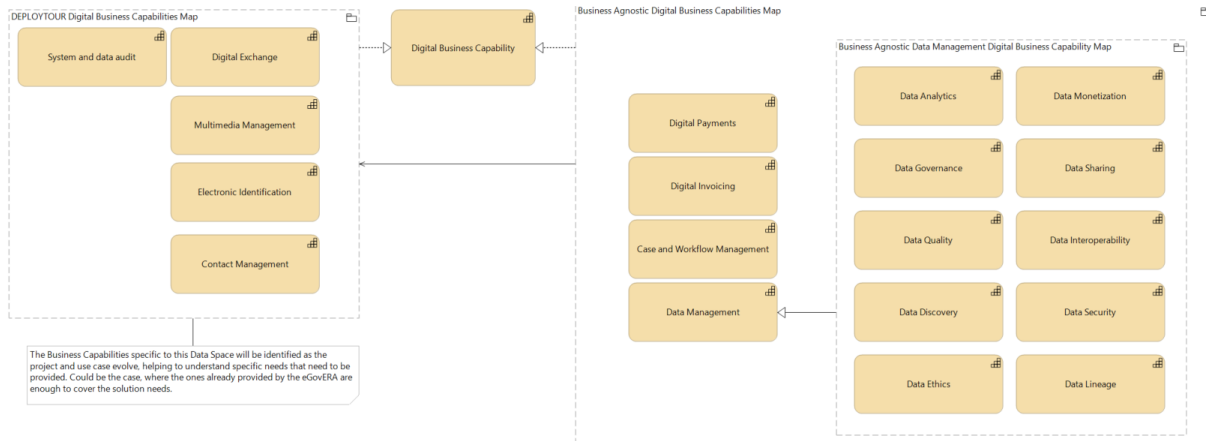 DEPLOYTOUR Digital Business Capabilities Map
System and data audit
Digital Exchange
Multimedia Management
Electronic Identification
Contact Management
The Business Capabilities specific to this Data Space will be identified as the
project and use case evolve, helping to understand specific needs that need to be
provided. Could be the case, where the ones already provided by the eGovERA are
enough to cover the solution needs.
Digital Business Capability
Business Agnostic Digital Business Capabilities Map
Digital Payments
Digital Invoicing
Case and Workflow Management
Data Management
Business Agnostic Data Management Digital Business Capability Map
Data Analytics
Data Monetization
Data Governance
Data Sharing
Data Quality
Data Interoperability
Data Discovery
Data Security
Data Ethics
Data Lineage